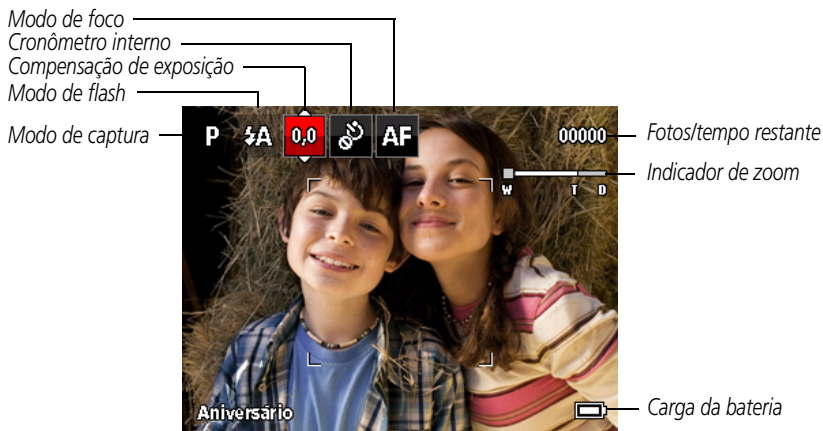 Modo de foco
Cronômetro interno
Compensação de exposição
Modo de flash
Modo de captura
P A 0,0 AF 00000
Fotos/tempo restante
Indicador de zoom
W T D
Aniversário
Carga da bateria